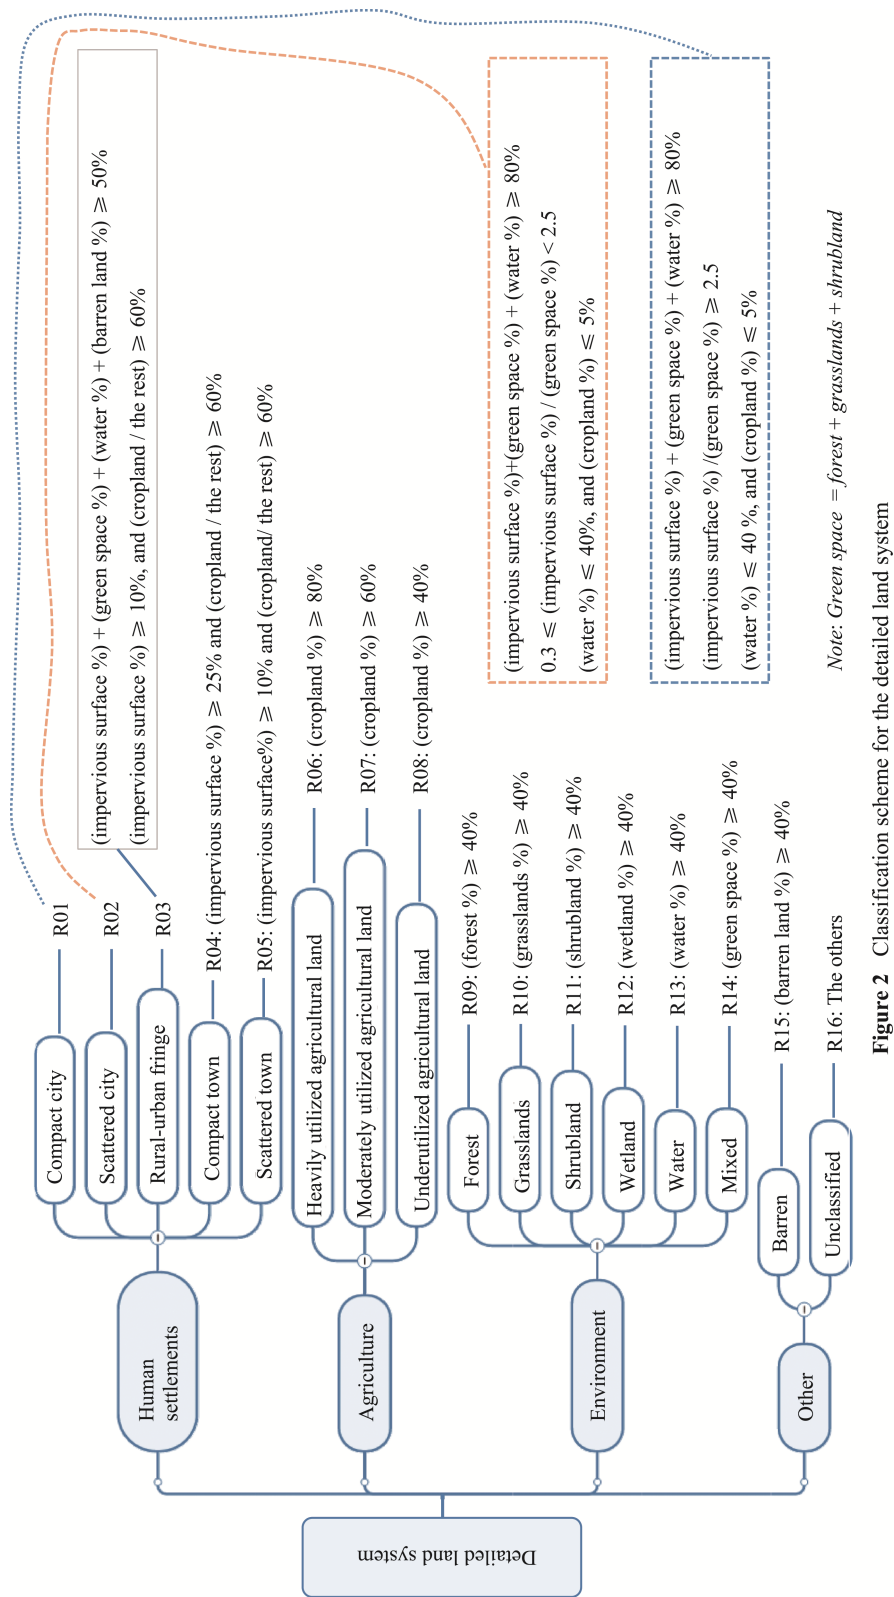 Detailed land system
Human
settlements
Compact city
R01
Scattered city
R02
Rural-urban fringe
R03
(impervious surface %) + (green space %) + (water %) + (barren land %) ⩾ 50%
(impervious surface %) ⩾ 10%, and (cropland / the rest) ⩾ 60%
Compact town
R04: (impervious surface %) ⩾ 25% and (cropland / the rest) ⩾ 60%
Scattered town
R05: (impervious surface%) ⩾ 10% and (cropland/ the rest) ⩾ 60%
Agriculture
Heavily utilized agricultural land
R06: (cropland %) ⩾ 80%
Moderately utilized agricultural land
R07: (cropland %) ⩾ 60%
Underutilized agricultural land
R08: (cropland %) ⩾ 40%
Environment
Forest
R09: (forest %) ⩾ 40%
Grasslands
R10: (grasslands %) ⩾ 40%
Shrubland
R11: (shrubland %) ⩾ 40%
Wetland
R12: (wetland %) ⩾ 40%
Water
R13: (water %) ⩾ 40%
Mixed
R14: (green space %) ⩾ 40%
Other
Barren
R15: (barren land %) ⩾ 40%
Unclassified
R16: The others
(impervious surface %)+(green space %) + (water %) ⩾ 80%
0.3 ⩽ (impervious surface %) / (green space %) < 2.5
(water %) ⩽ 40%, and (cropland %) ⩽ 5%
(impervious surface %) + (green space %) + (water %) ⩾ 80%
(impervious surface %) /(green space %) ⩾ 2.5
(water %) ⩽ 40 %, and (cropland %) ⩽ 5%
Note: Green space = forest + grasslands + shrubland
Figure 2 Classification scheme for the detailed land system